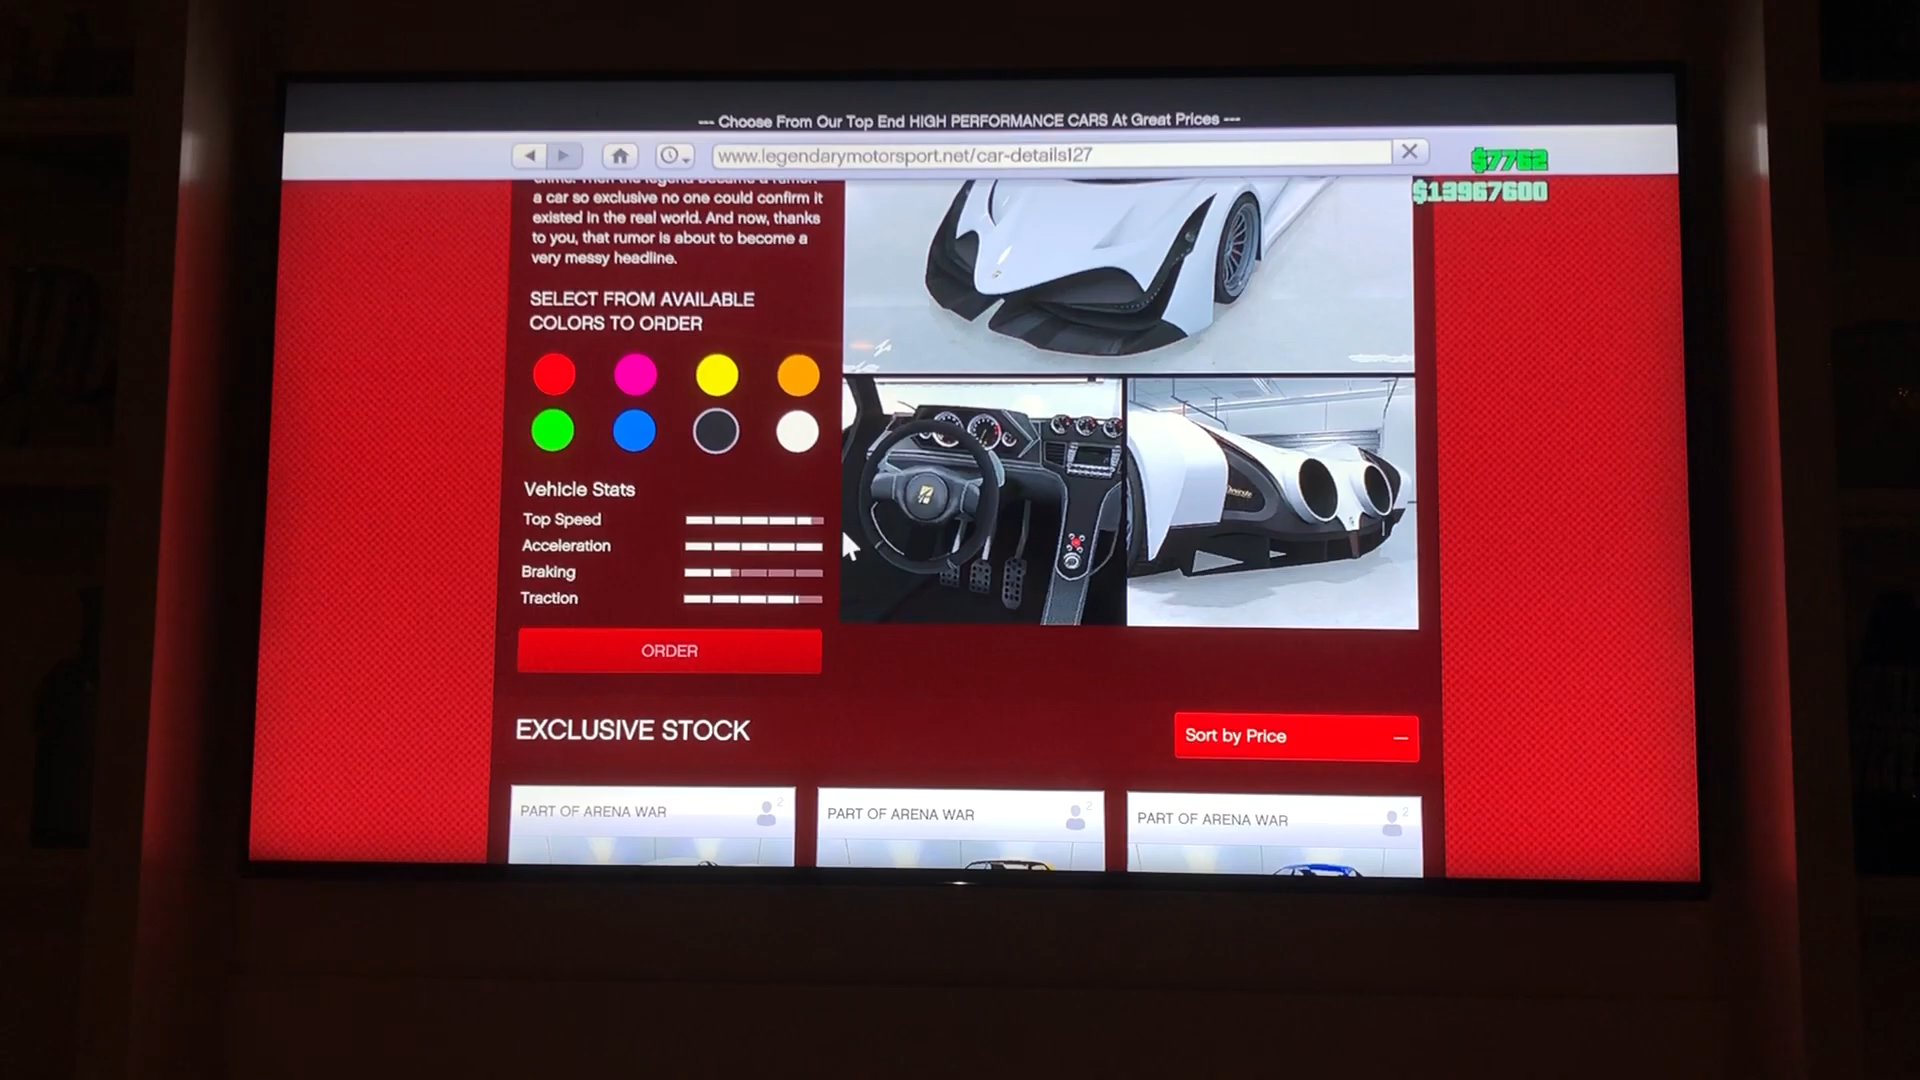 --- Choose From Our Top End HIGH PERFORMANCE CARS At Great Prices ---
www.legendarymotorsport.net/car-details127
$7762
$13967600
a car so exclusive no one could confirm it
existed in the real world. And now, thanks
to you, that rumor is about to become a
very messy headline.
SELECT FROM AVAILABLE
COLORS TO ORDER
Vehicle Stats
Top Speed
Acceleration
Braking
Traction
ORDER
EXCLUSIVE STOCK
Sort by Price
PART OF ARENA WAR 2
PART OF ARENA WAR 2
PART OF ARENA WAR 2